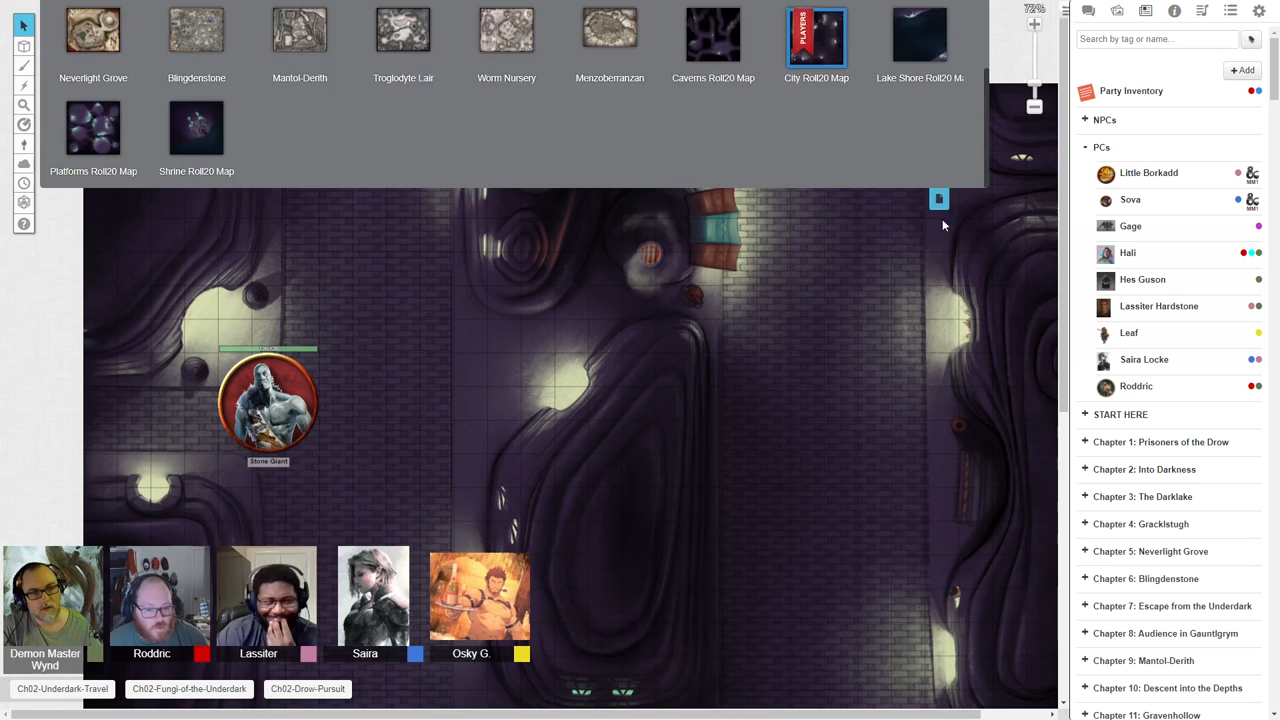 72%
Neverlight Grove
Blingdenstone
Mantol-Derith
Troglodyte Lair
Worm Nursery
Menzoberranzan
Caverns Roll20 Map
PLAYERS
City Roll20 Map
Lake Shore Roll20 Ma
Platforms Roll20 Map
Shrine Roll20 Map
Search by tag or name...
+ Add
Party Inventory
+ NPCs
- PCs
Little Borkadd
& MM1
Sova
& MM1
Gage
Hali
Hes Guson
Lassiter Hardstone
Leaf
Saira Locke
Roddric
+ START HERE
+ Chapter 1: Prisoners of the Drow
+ Chapter 2: Into Darkness
+ Chapter 3: The Darklake
+ Chapter 4: Gracklstugh
+ Chapter 5: Neverlight Grove
+ Chapter 6: Blingdenstone
+ Chapter 7: Escape from the Underdark
+ Chapter 8: Audience in Gauntlgrym
+ Chapter 9: Mantol-Derith
+ Chapter 10: Descent into the Depths
+ Chapter 11: Gravenhollow
Stone Giant
Demon Master
Wynd
Roddric
Lassiter
Saira
Osky G.
Ch02-Underdark-Travel
Ch02-Fungi-of-the-Underdark
Ch02-Drow-Pursuit